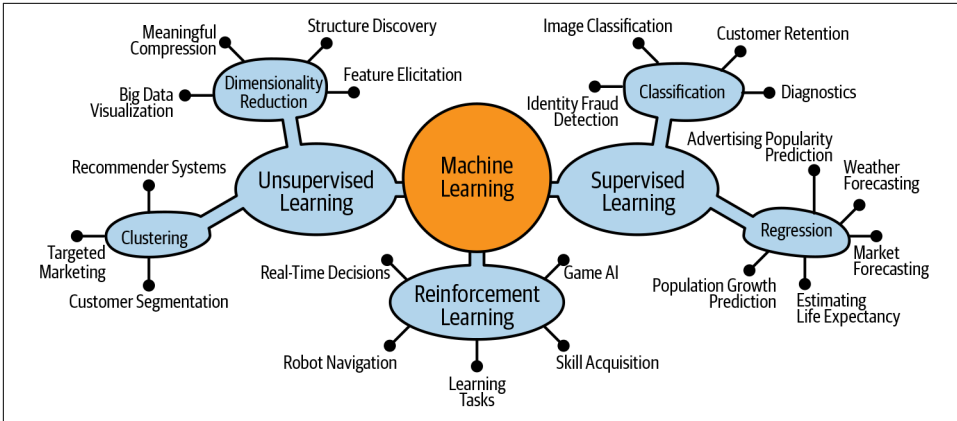 Meaningful
Compression
Structure Discovery
Big Data
Visualization
Dimensionality
Reduction
Feature Elicitation
Recommender Systems
Unsupervised
Learning
Clustering
Targeted
Marketing
Customer Segmentation
Machine
Learning
Image Classification
Customer Retention
Identity Fraud
Detection
Classification
Diagnostics
Supervised
Learning
Advertising Popularity
Prediction
Weather
Forecasting
Regression
Market
Forecasting
Population Growth
Prediction
Estimating
Life Expectancy
Real-Time Decisions
Game AI
Reinforcement
Learning
Robot Navigation
Learning
Tasks
Skill Acquisition